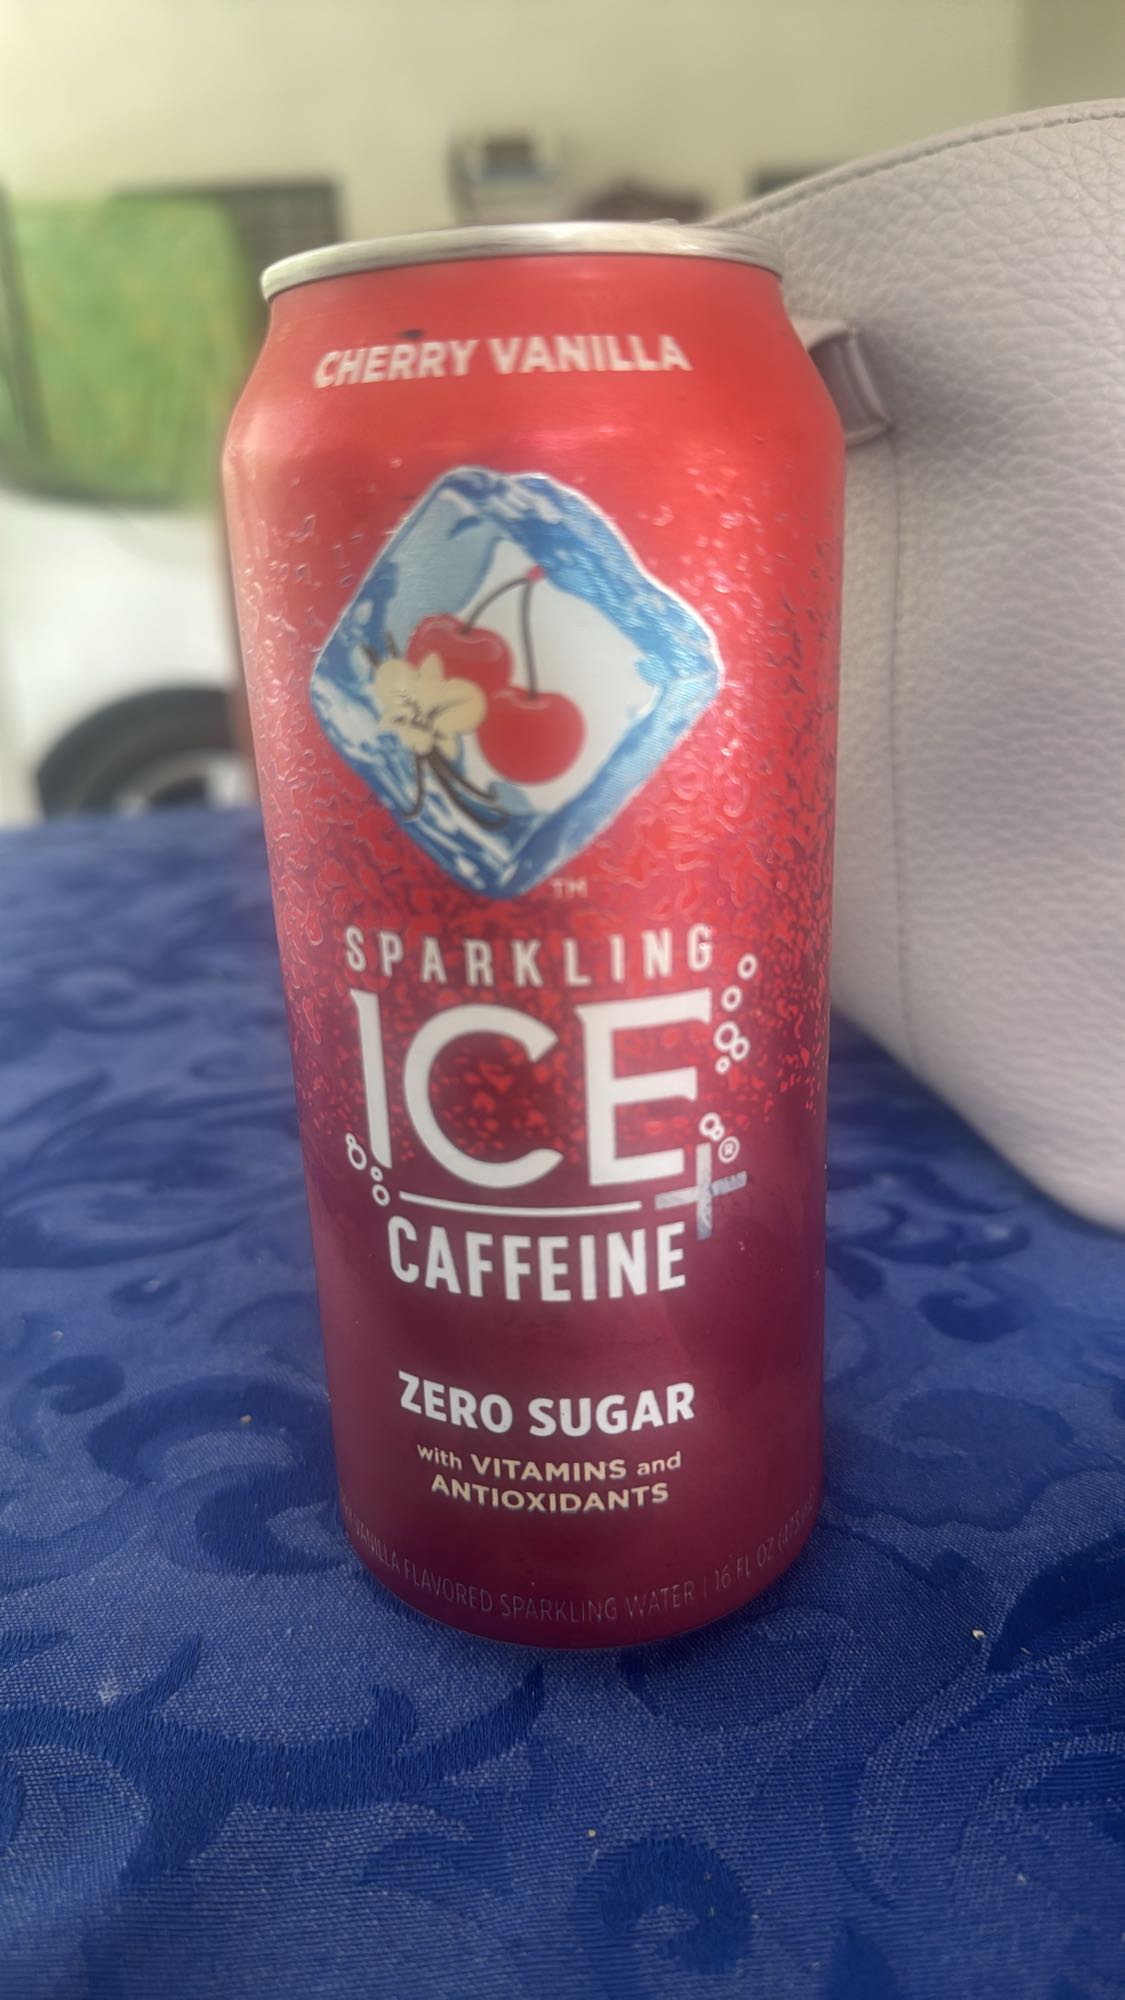 CHERRY VANILLA
TM
SPARKLING
ICE
+®
CAFFEINE
ZERO SUGAR
with VITAMINS and
ANTIOXIDANTS
VANILLA FLAVORED SPARKLING WATER | 16 FL OZ (473